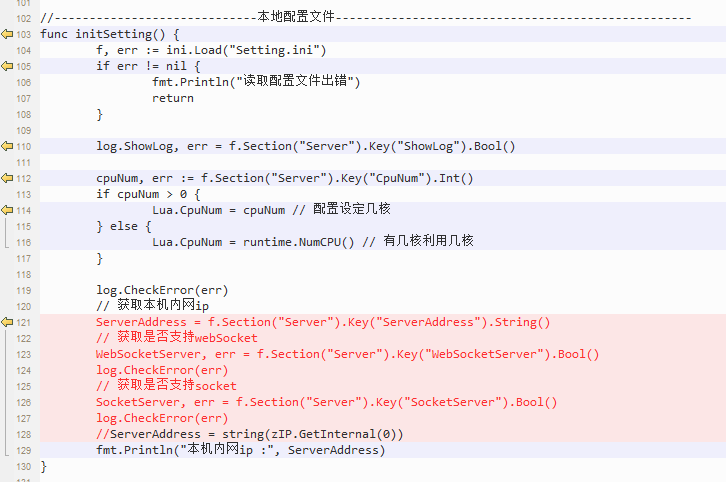 101
102 //-----------------------------本地配置文件---------------------------------------------------
103 func initSetting() {
104 f, err := ini.Load("Setting.ini")
105 if err != nil {
106 fmt.Println("读取配置文件出错")
107 return
108 }
109
110 log.ShowLog, err = f.Section("Server").Key("ShowLog").Bool()
111
112 cpuNum, err := f.Section("Server").Key("CpuNum").Int()
113 if cpuNum > 0 {
114 Lua.CpuNum = cpuNum // 配置设定几核
115 } else {
116 Lua.CpuNum = runtime.NumCPU() // 有几核利用几核
117 }
118
119 log.CheckError(err)
120 // 获取本机内网ip
121 ServerAddress = f.Section("Server").Key("ServerAddress").String()
122 // 获取是否支持webSocket
123 WebSocketServer, err = f.Section("Server").Key("WebSocketServer").Bool()
124 log.CheckError(err)
125 // 获取是否支持socket
126 SocketServer, err = f.Section("Server").Key("SocketServer").Bool()
127 log.CheckError(err)
128 //ServerAddress = string(zIP.GetInternal(0))
129 fmt.Println("本机内网ip :", ServerAddress)
130 }